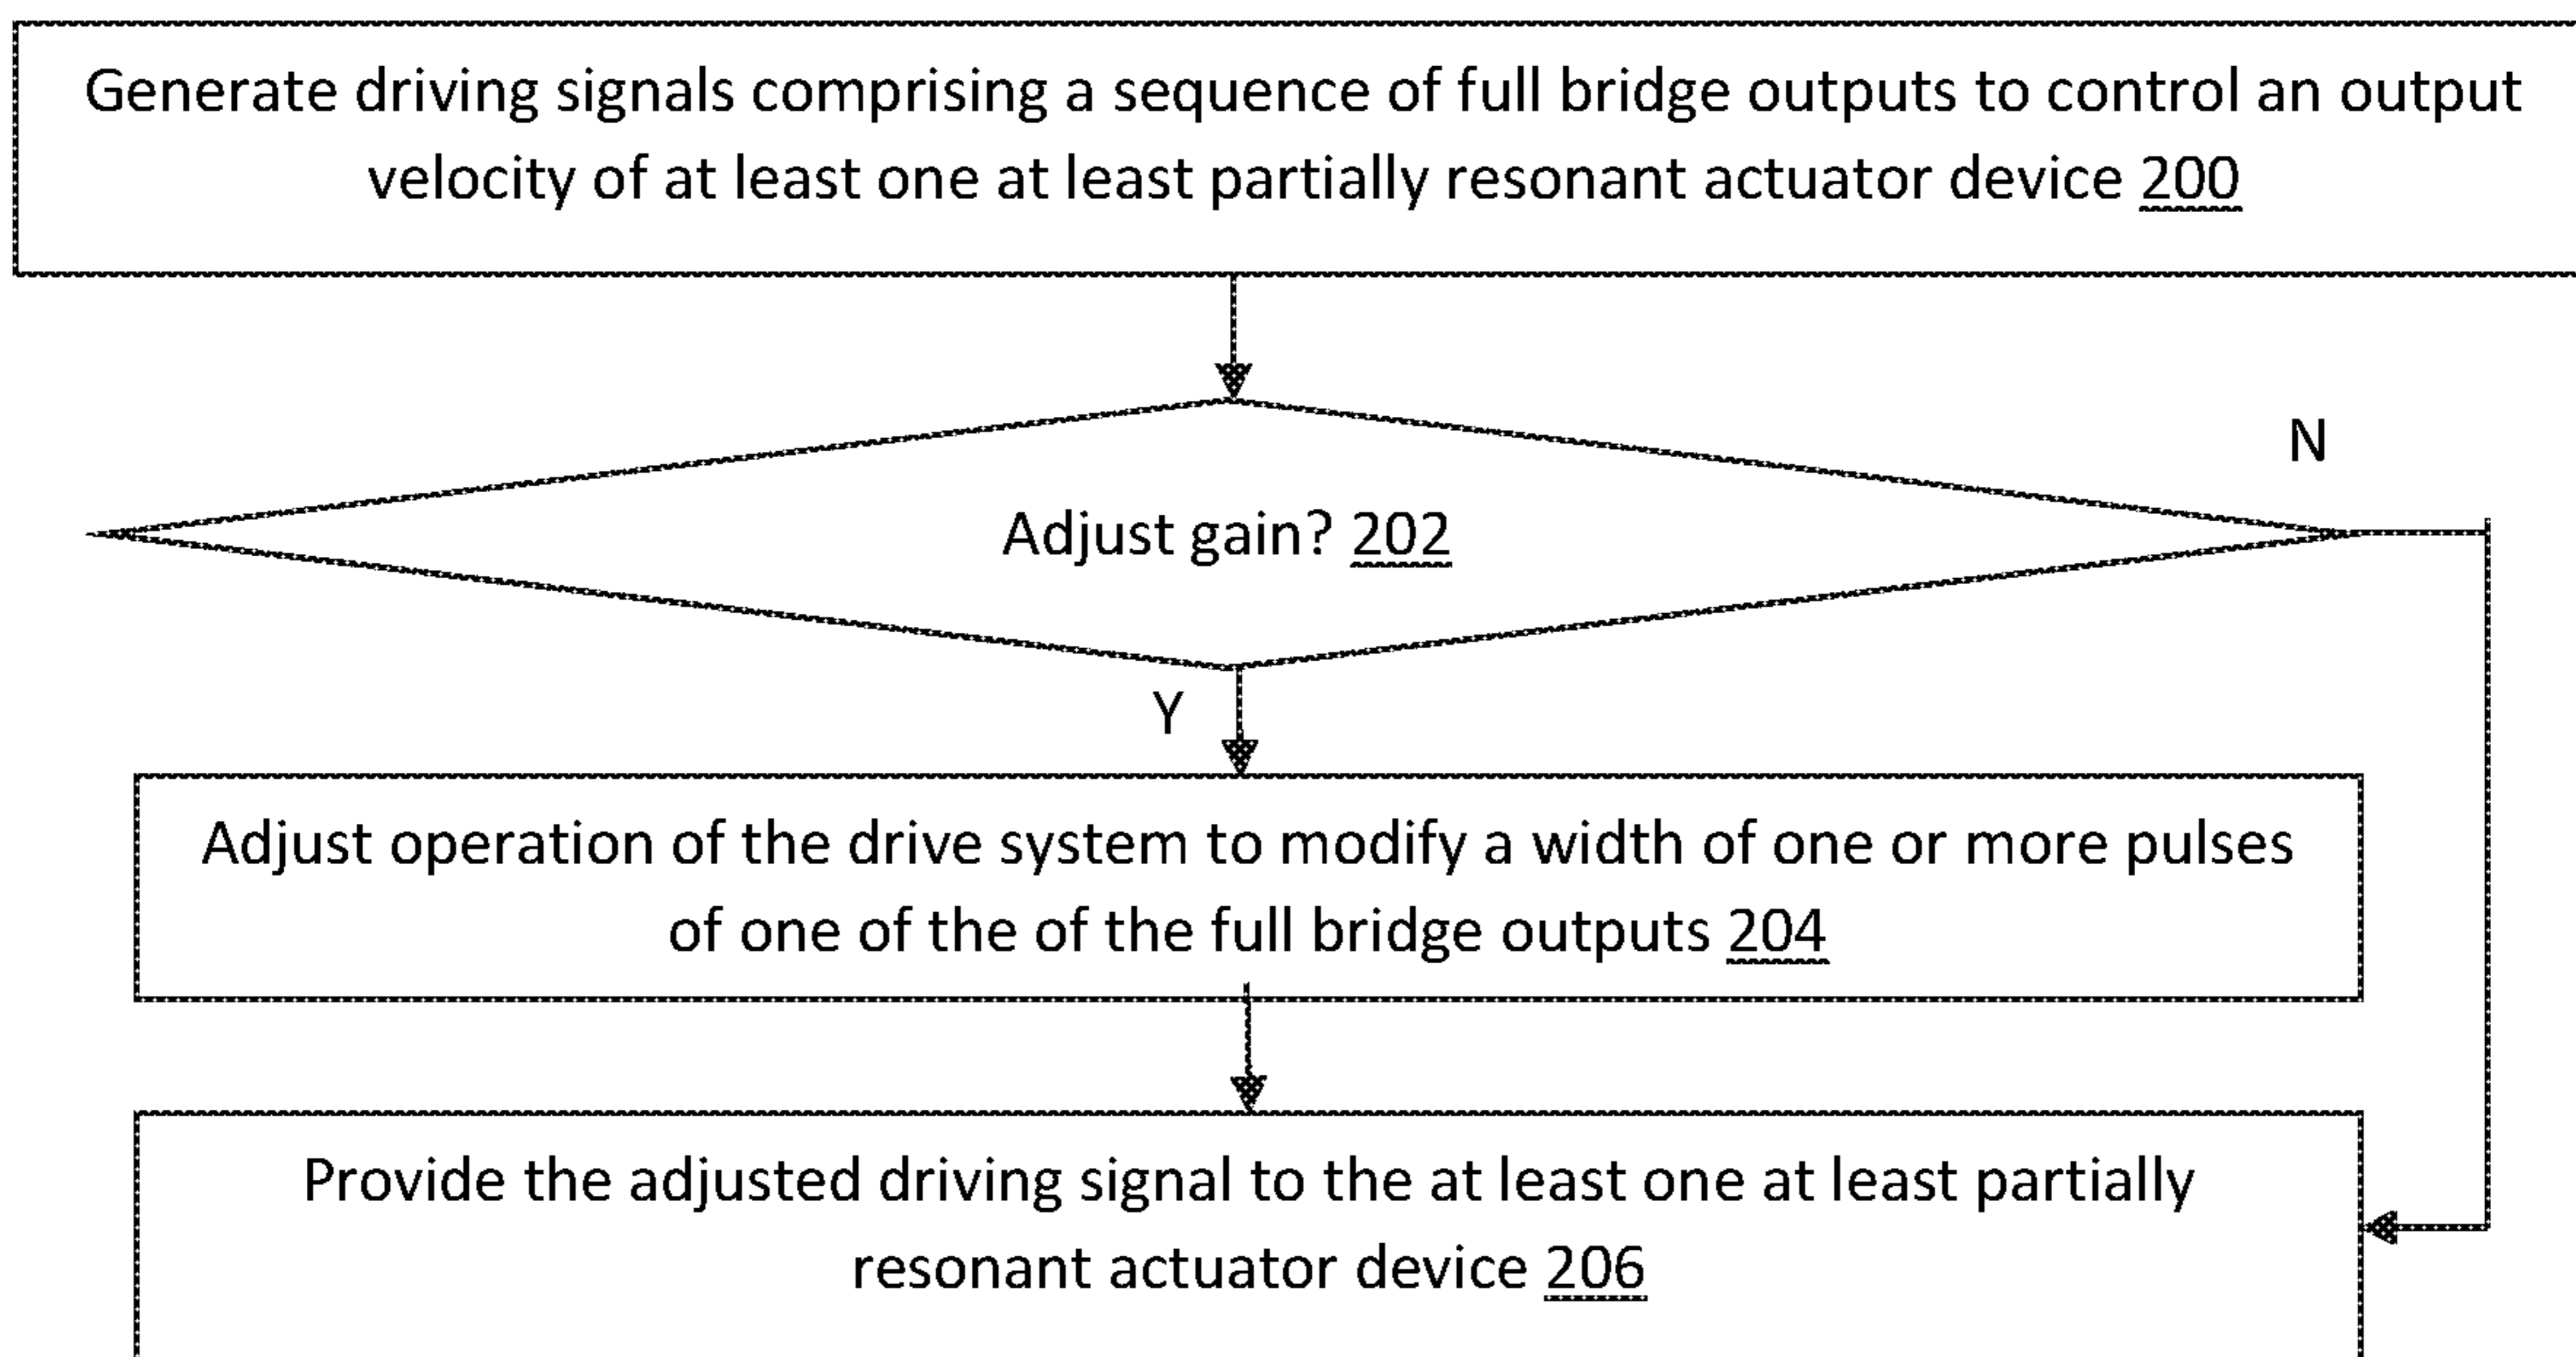 Generate driving signals comprising a sequence of full bridge outputs to control an output
velocity of at least one at least partially resonant actuator device 200
N
Adjust gain? 202
Y
Adjust operation of the drive system to modify a width of one or more pulses
of one of the of the full bridge outputs 204
Provide the adjusted driving signal to the at least one at least partially
resonant actuator device 206